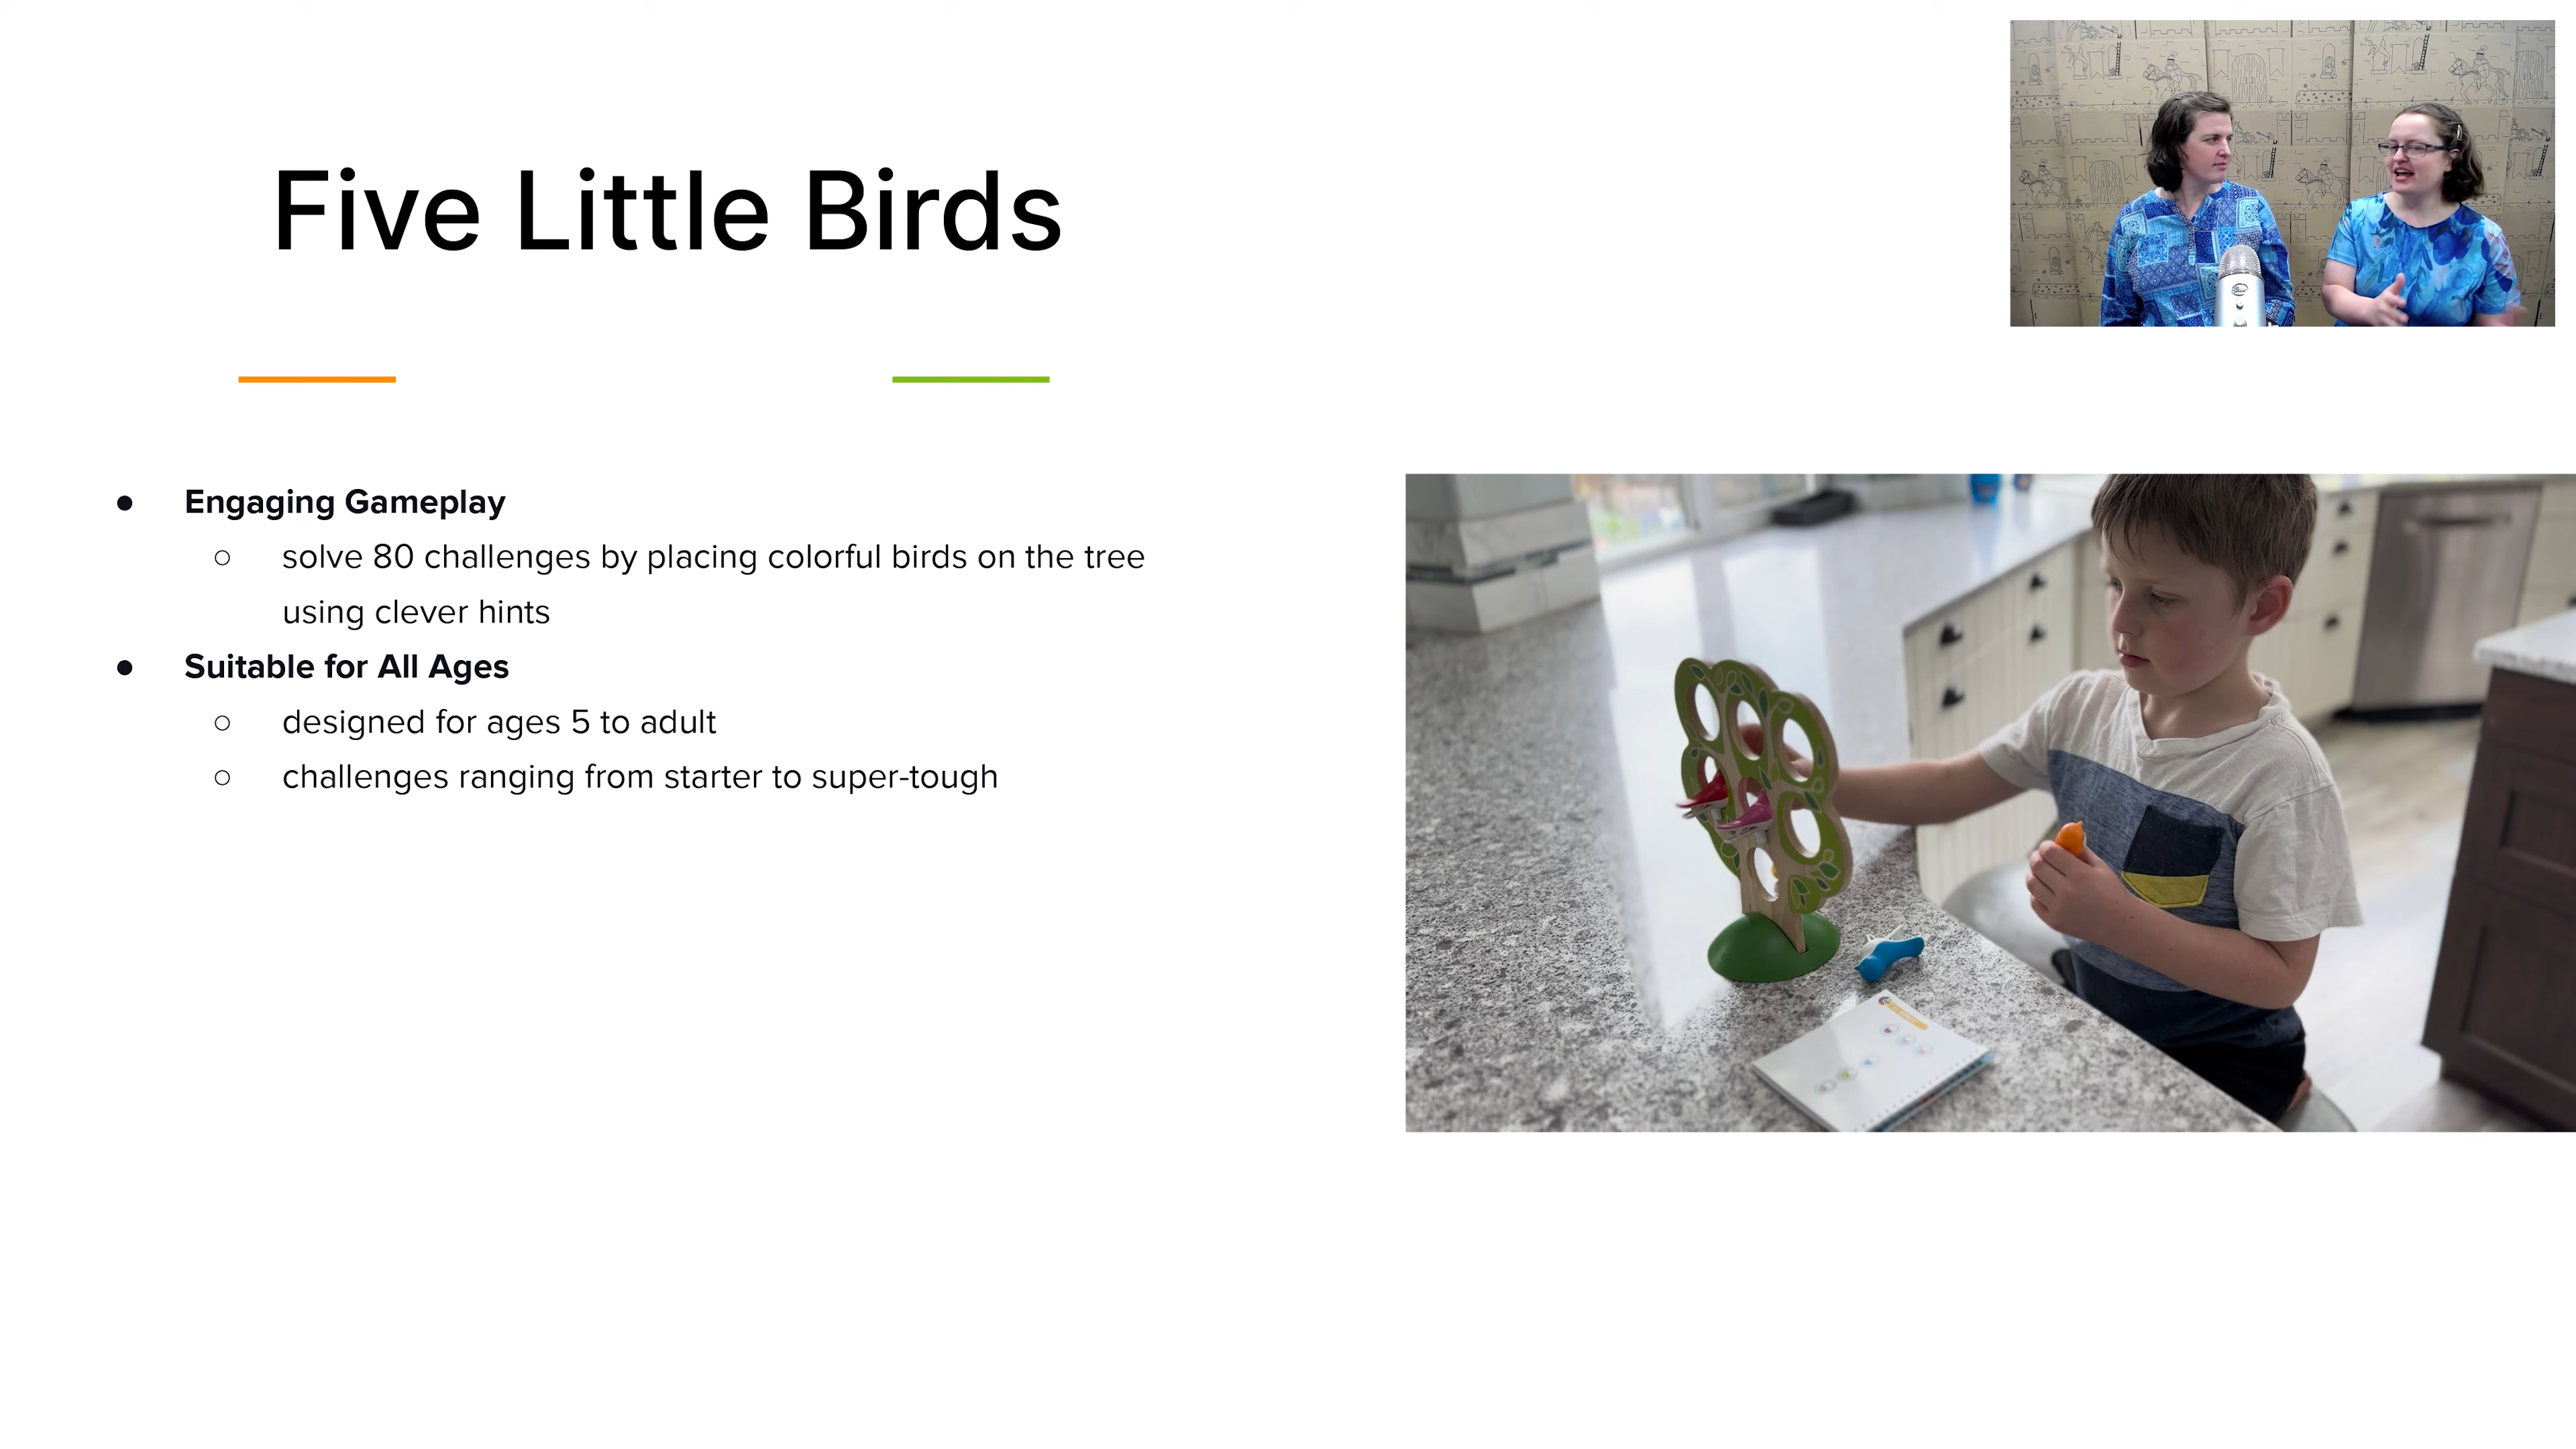 Five Little Birds
● Engaging Gameplay
○ solve 80 challenges by placing colorful birds on the tree
using clever hints
● Suitable for All Ages
○ designed for ages 5 to adult
○ challenges ranging from starter to super-tough